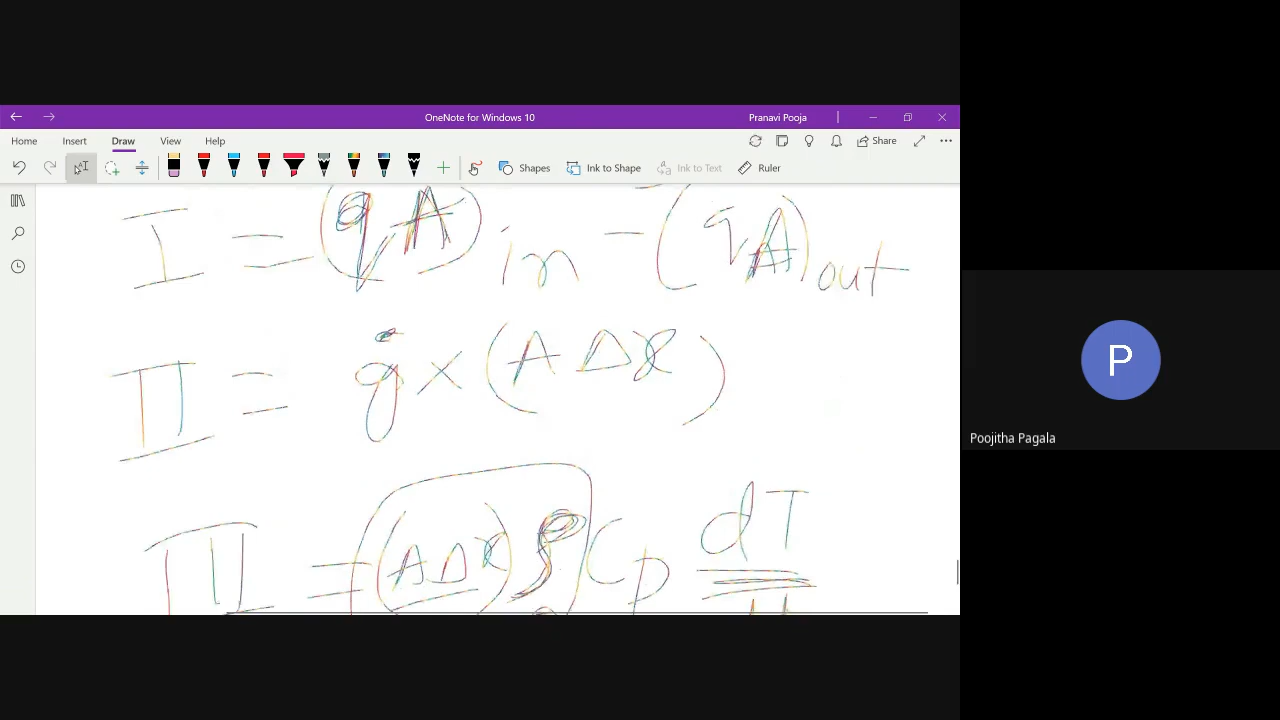 OneNote for Windows 10
Pranavi Pooja
Home Insert Draw View Help
Share
Shapes Ink to Shape Ink to Text Ruler
I = (qA)in - (qA)out
II = q̇ × (AΔx)
III = (AΔx) ρ Cp dT
P
Poojitha Pagala